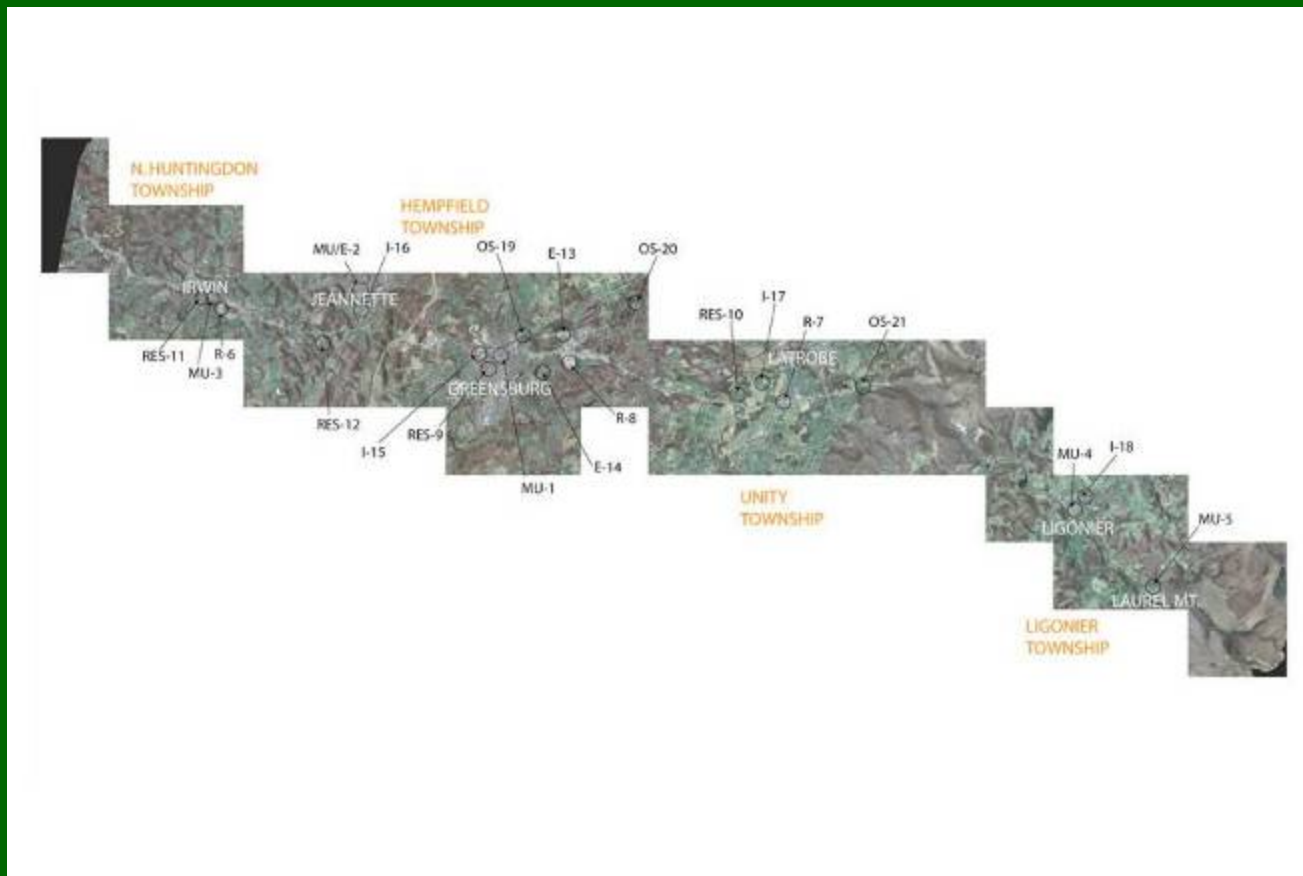 N. HUNTINGDON
TOWNSHIP
HEMPFIELD
TOWNSHIP
MU/E-2
I-16
OS-19
E-13
OS-20
IRWIN
JEANNETTE
RES-11
R-6
MU-3
RES-12
GREENSBURG
I-15
RES-9
MU-1
E-14
R-8
RES-10
I-17
R-7
OS-21
LATROBE
UNITY
TOWNSHIP
MU-4
I-18
LIGONIER
MU-5
LAUREL MT.
LIGONIER
TOWNSHIP